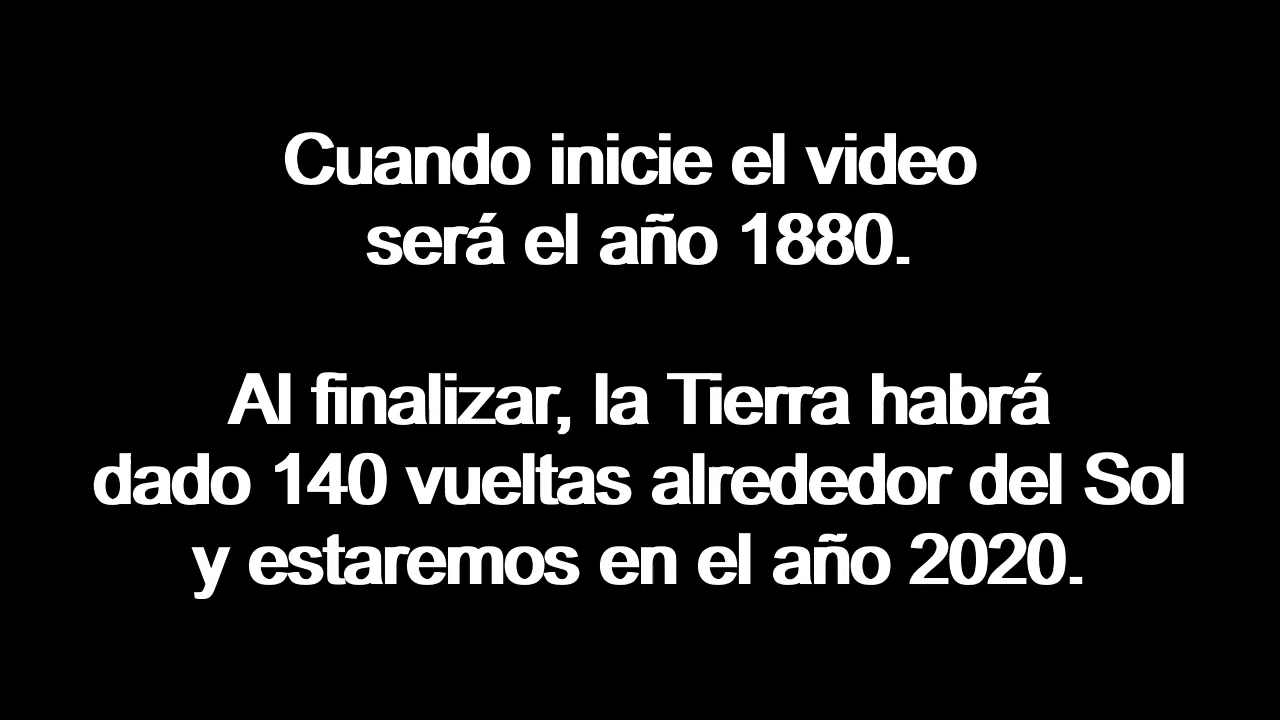 Cuando inicie el video
será el año 1880.
Al finalizar, la Tierra habrá
dado 140 vueltas alrededor del Sol
y estaremos en el año 2020.